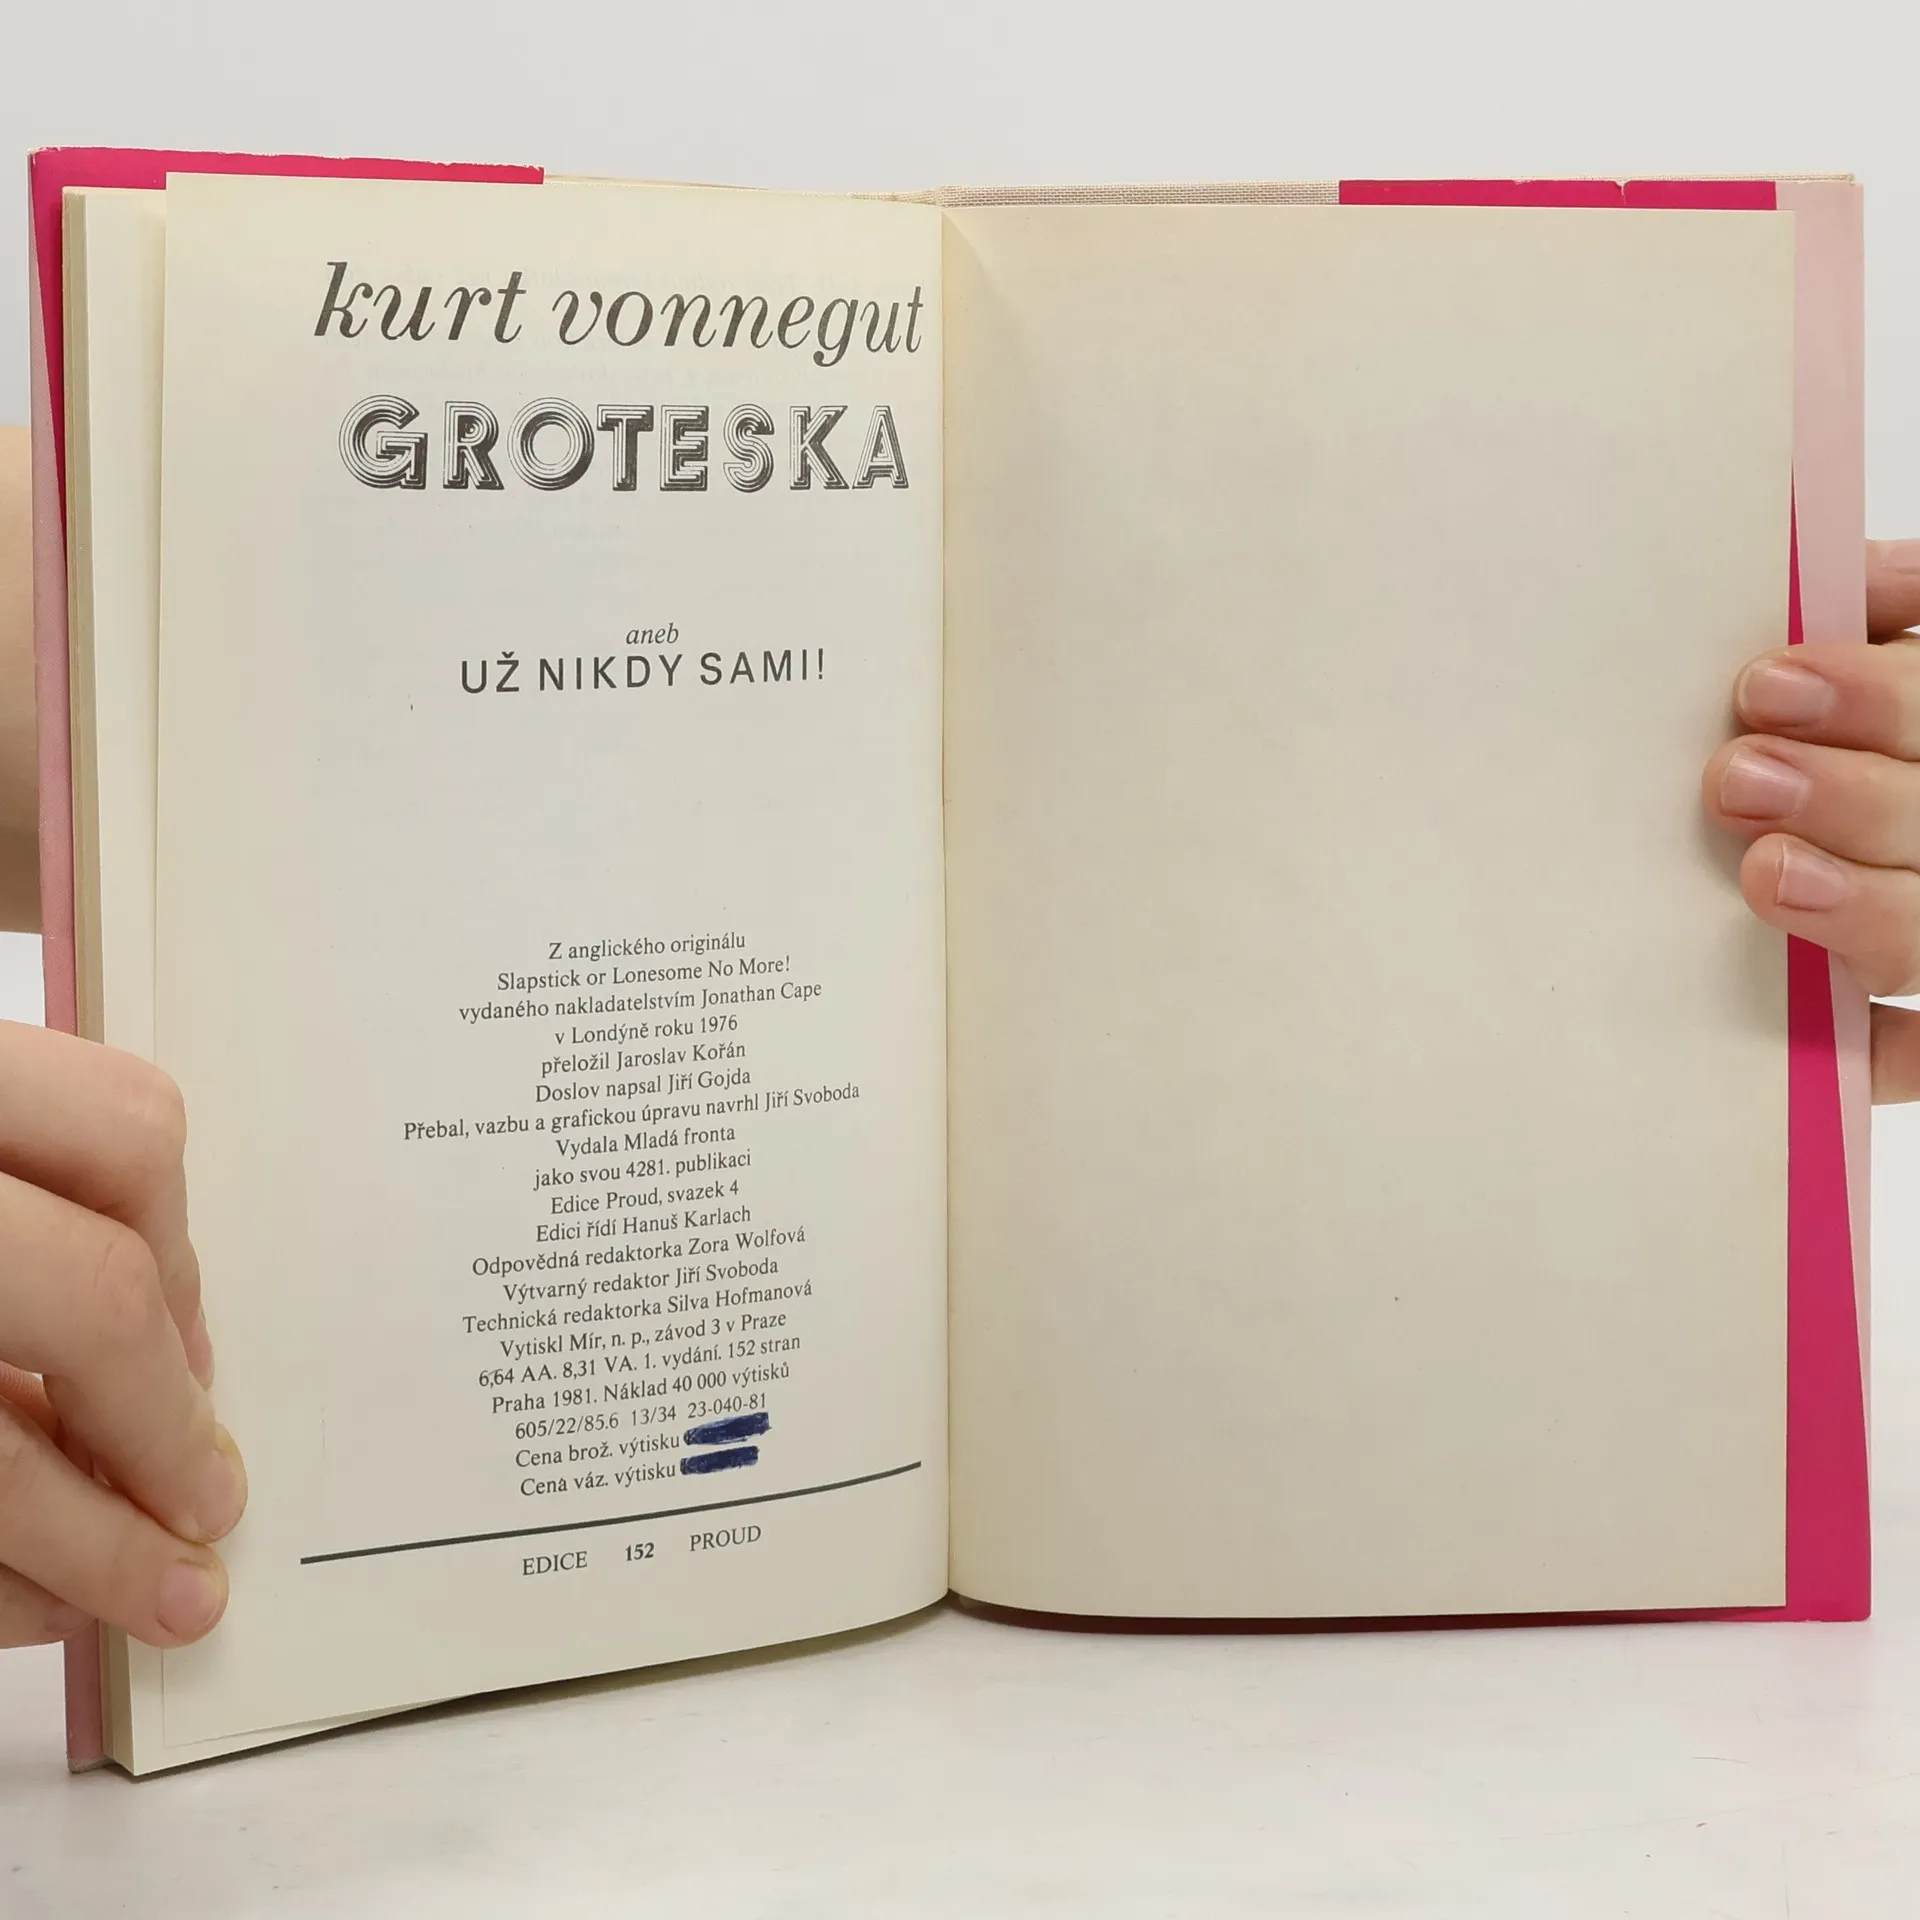 kurt vonnegut
GROTESKA
aneb
UŽ NIKDY SAMI!
Z anglického originálu
Slapstick or Lonesome No More!
vydaného nakladatelstvím Jonathan Cape
v Londýně roku 1976
přeložil Jaroslav Kořán
Doslov napsal Jiří Gojda
Přebal, vazbu a grafickou úpravu navrhl Jiří Svoboda
Vydala Mladá fronta
jako svou 4281. publikaci
Edice Proud, svazek 4
Edici řídí Hanuš Karlach
Odpovědná redaktorka Zora Wolfová
Výtvarný redaktor Jiří Svoboda
Technická redaktorka Silva Hofmanová
Vytiskl Mír, n. p., závod 3 v Praze
6,64 AA. 8,31 VA. 1. vydání. 152 stran
Praha 1981. Náklad 40 000 výtisků
605/22/85.6 13/34 23-040-81
Cena brož. výtisku
Cena váz. výtisku
EDICE 152 PROUD